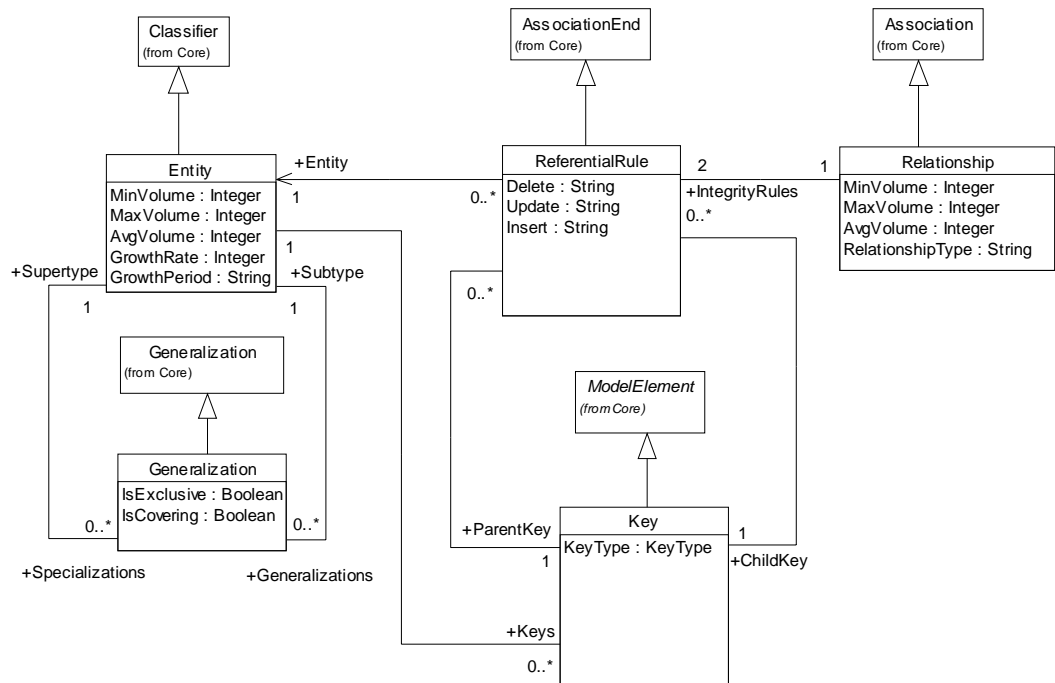 Classifier
(from Core)
AssociationEnd
(from Core)
Association
(from Core)
Entity
MinVolume : Integer
MaxVolume : Integer
AvgVolume : Integer
GrowthRate : Integer
GrowthPeriod : String
+Entity
1
0..*
ReferentialRule
Delete : String
Update : String
Insert : String
2
+IntegrityRules
0..*
1
Relationship
MinVolume : Integer
MaxVolume : Integer
AvgVolume : Integer
RelationshipType : String
1
+Supertype
1
+Subtype
1
0..*
Generalization
(from Core)
ModelElement
(from Core)
Generalization
IsExclusive : Boolean
IsCovering : Boolean
0..*
0..*
+Specializations
+Generalizations
+ParentKey
1
Key
KeyType : KeyType
1
+ChildKey
+Keys
0..*